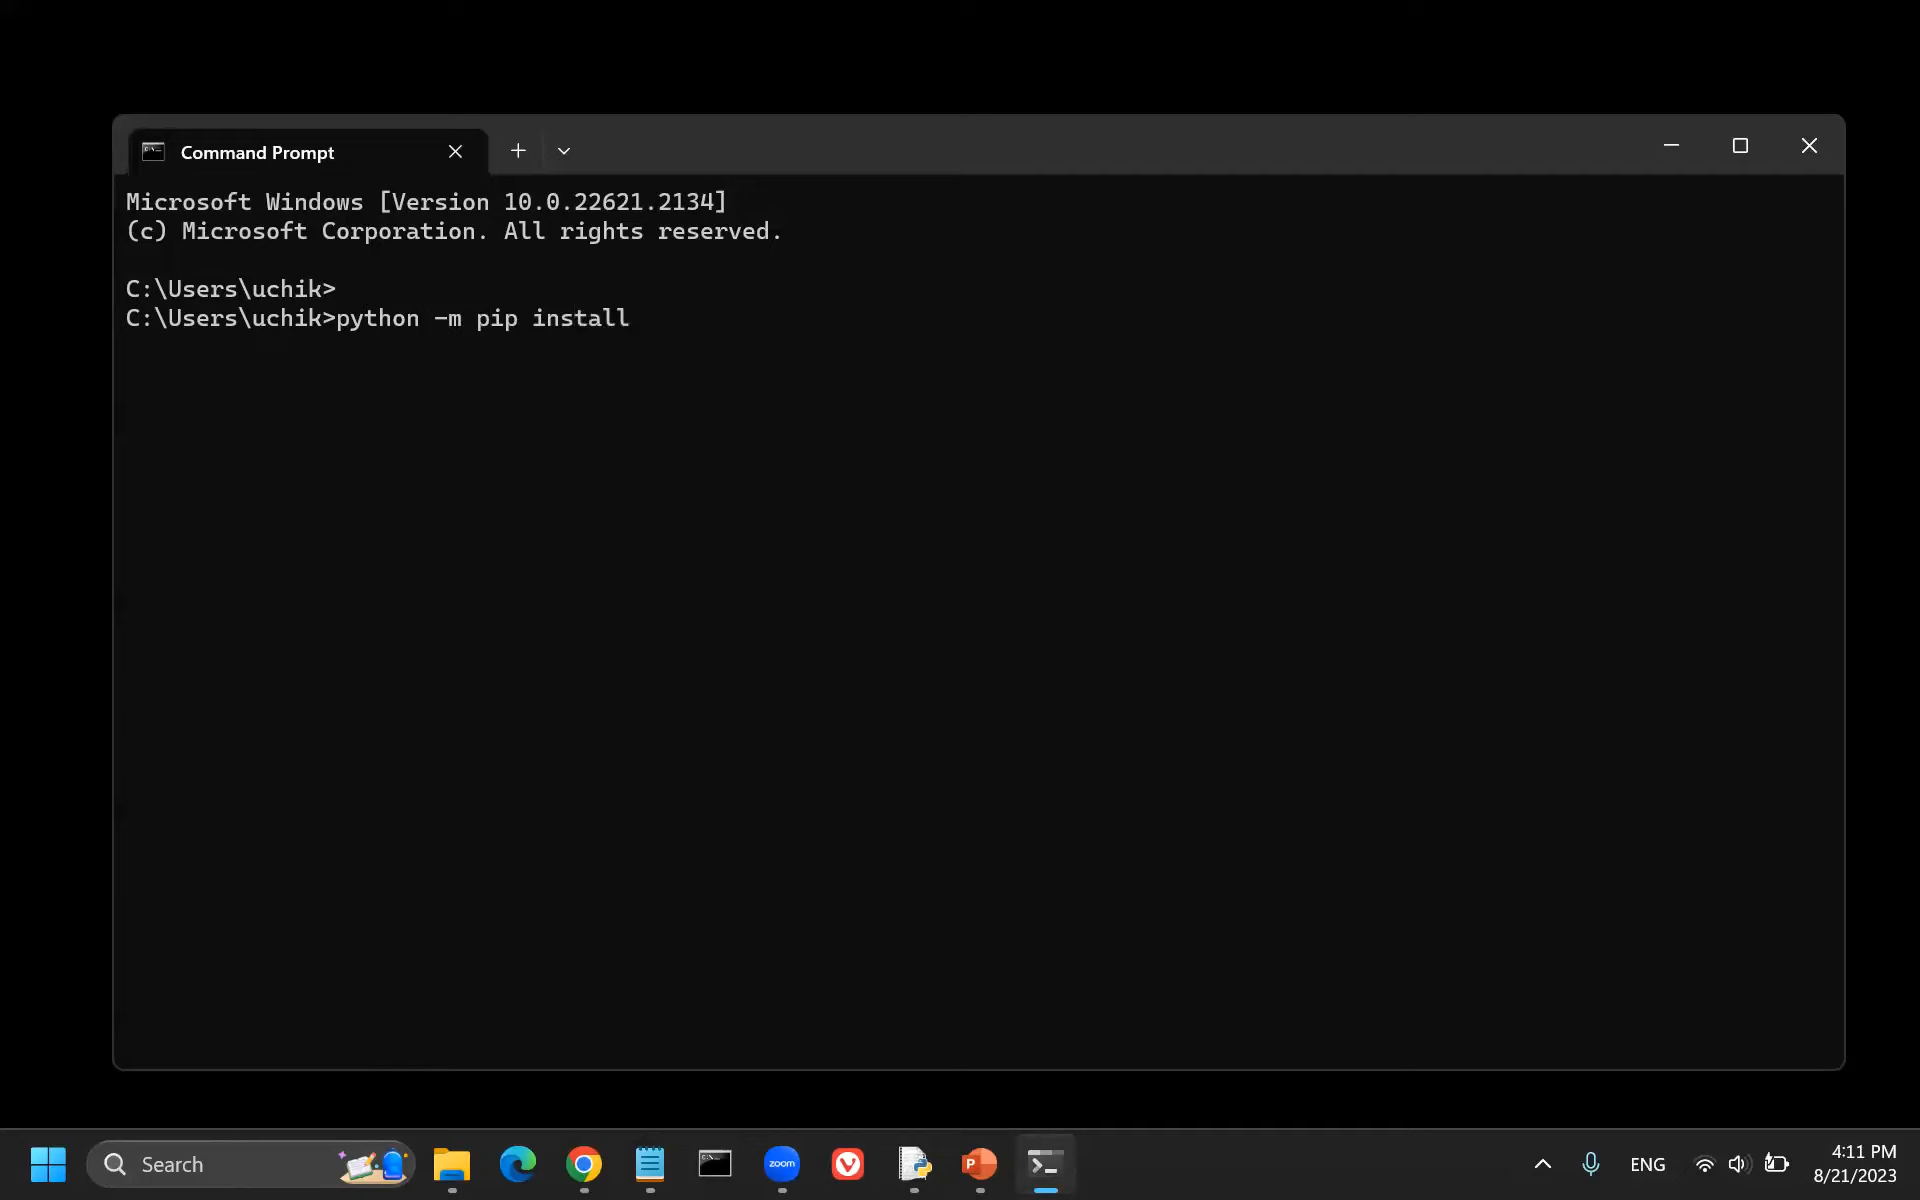 Command Prompt
Microsoft Windows [Version 10.0.22621.2134]
(c) Microsoft Corporation. All rights reserved.
C:\Users\uchik>
C:\Users\uchik>python -m pip install
Search
zoom
P
ENG
4:11 PM
8/21/2023